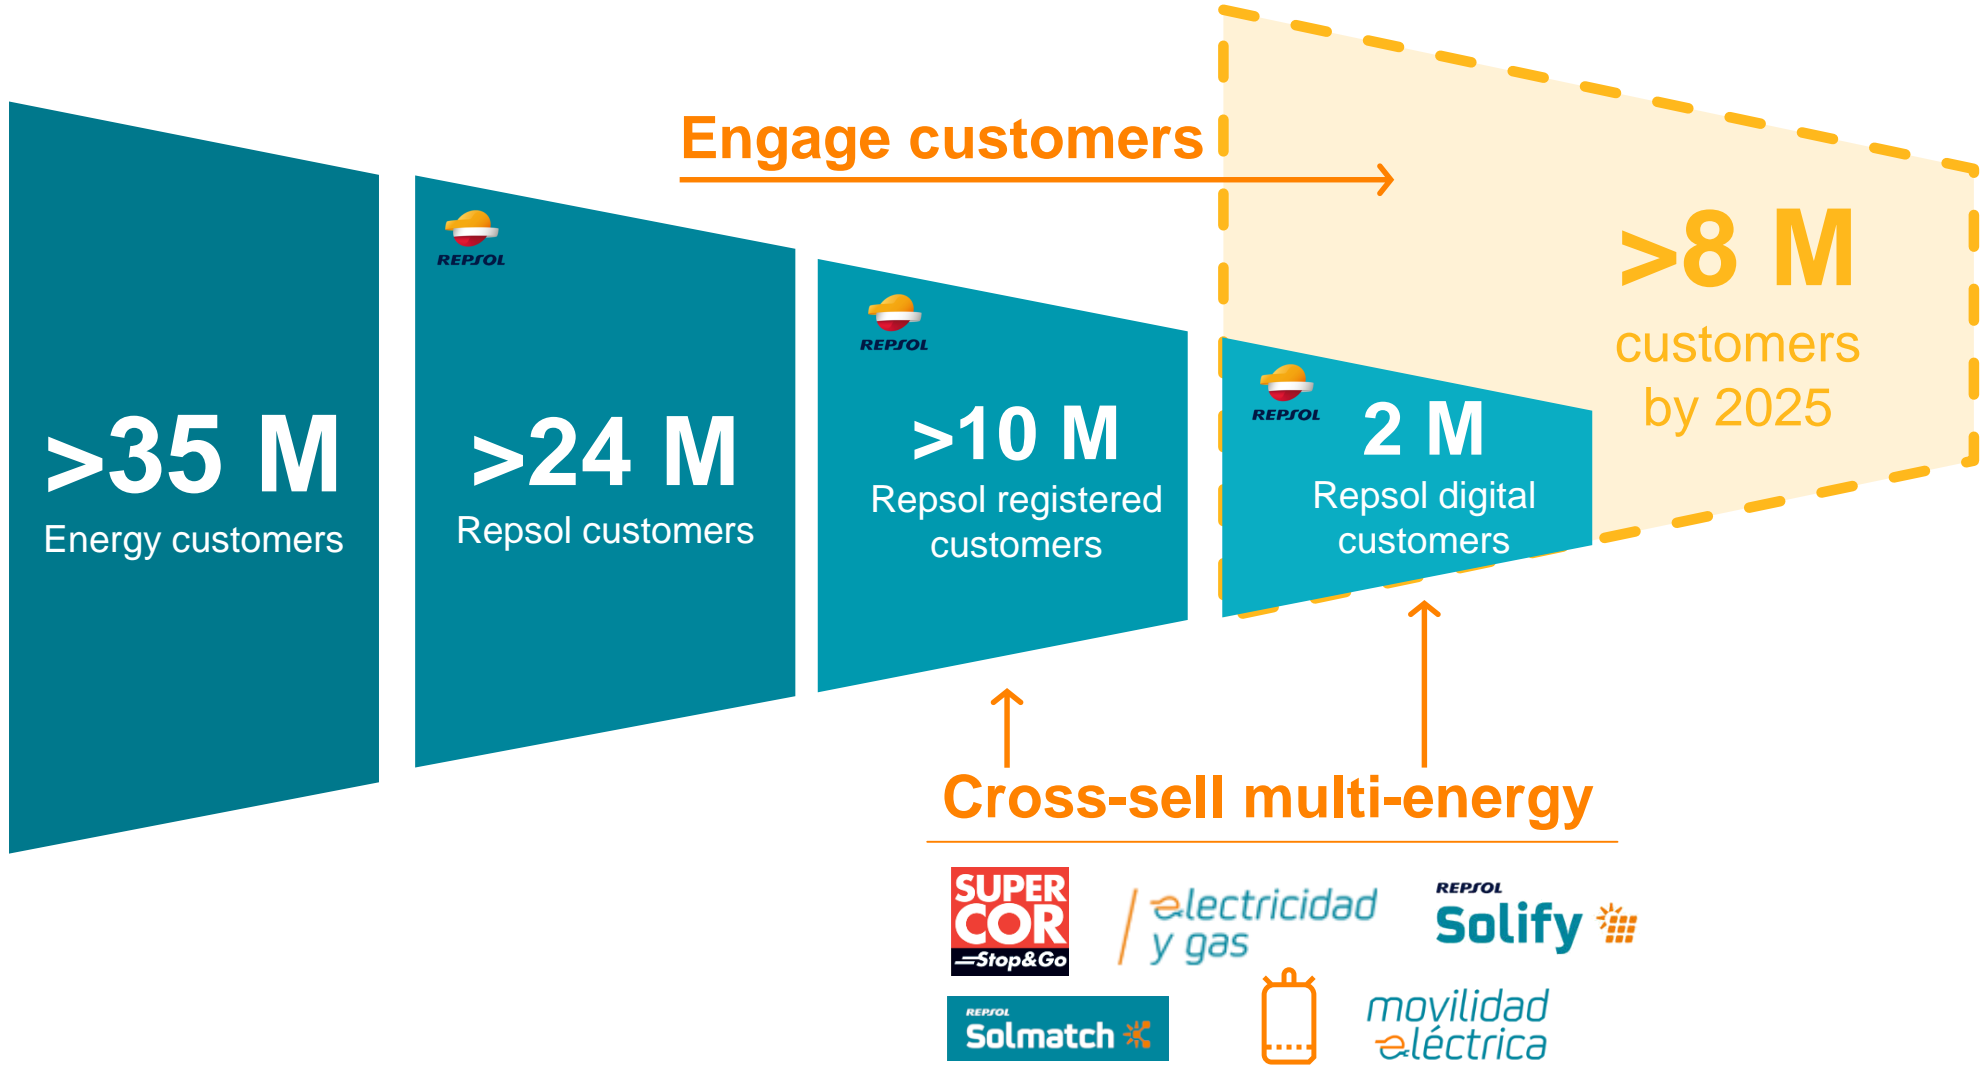 Engage customers
>35 M
Energy customers
REPSOL
>24 M
Repsol customers
REPSOL
>10 M
Repsol registered
customers
REPSOL
2 M
Repsol digital
customers
>8 M
customers
by 2025
Cross-sell multi-energy
SUPER
COR
Stop&Go
electricidad
y gas
REPSOL
Solify
REPSOL
Solmatch
movilidad
eléctrica